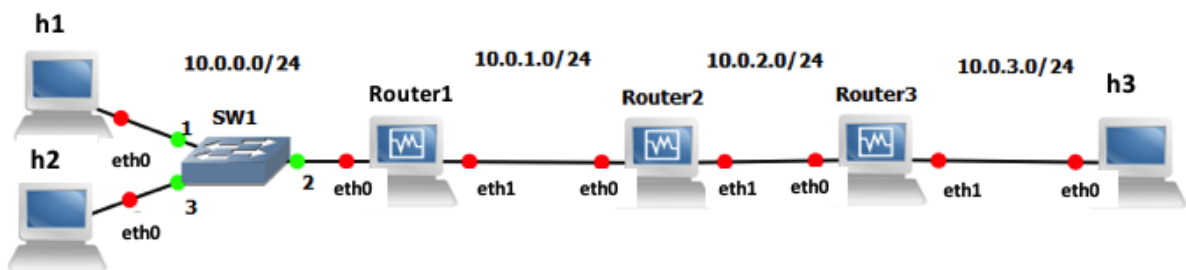 h1
10.0.0.0/24
10.0.1.0/24
10.0.2.0/24
10.0.3.0/24
h3
SW1
Router1
Router2
Router3
1
eth0
h2
2
eth0
eth1
eth0
eth1
eth0
eth1
eth0
3
eth0